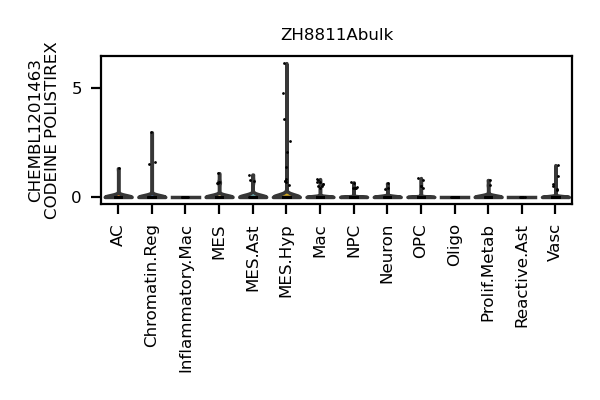 ZH8811Abulk
CHEMBL1201463
CODEINE POLISTIREX
5
0
AC
Chromatin.Reg
Inflammatory.Mac
MES
MES.Ast
MES.Hyp
Mac
NPC
Neuron
OPC
Oligo
Prolif.Metab
Reactive.Ast
Vasc